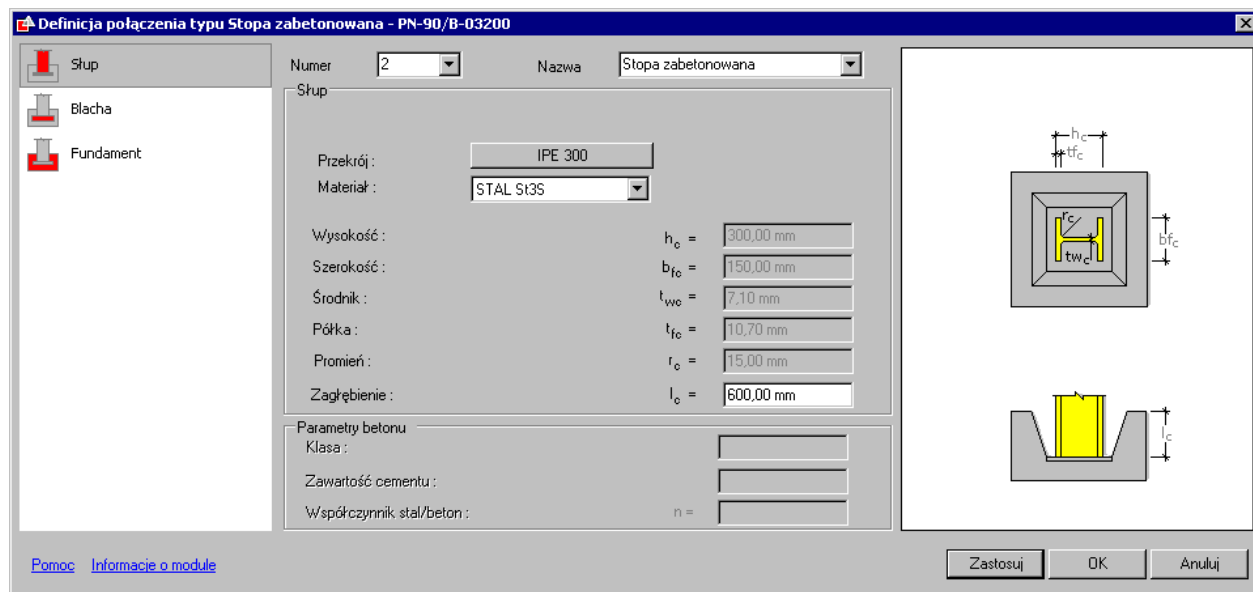 Definicja połączenia typu Stopa zabetonowana - PN-90/B-03200
Słup
Blacha
Fundament
Numer 2 Nazwa Stopa zabetonowana
Słup
Przekrój : IPE 300
Materiał : STAL St3S
Wysokość : hc = 300,00 mm
Szerokość : bfc = 150,00 mm
Środnik : twc = 7,10 mm
Półka : tfc = 10,70 mm
Promień : rc = 15,00 mm
Zagłębienie : lc = 600,00 mm
Parametry betonu
Klasa :
Zawartość cementu :
Współczynnik stal/beton : n =
hc
tfc
rc
twc
bfc
lc
Pomoc Informacje o module
Zastosuj OK Anuluj